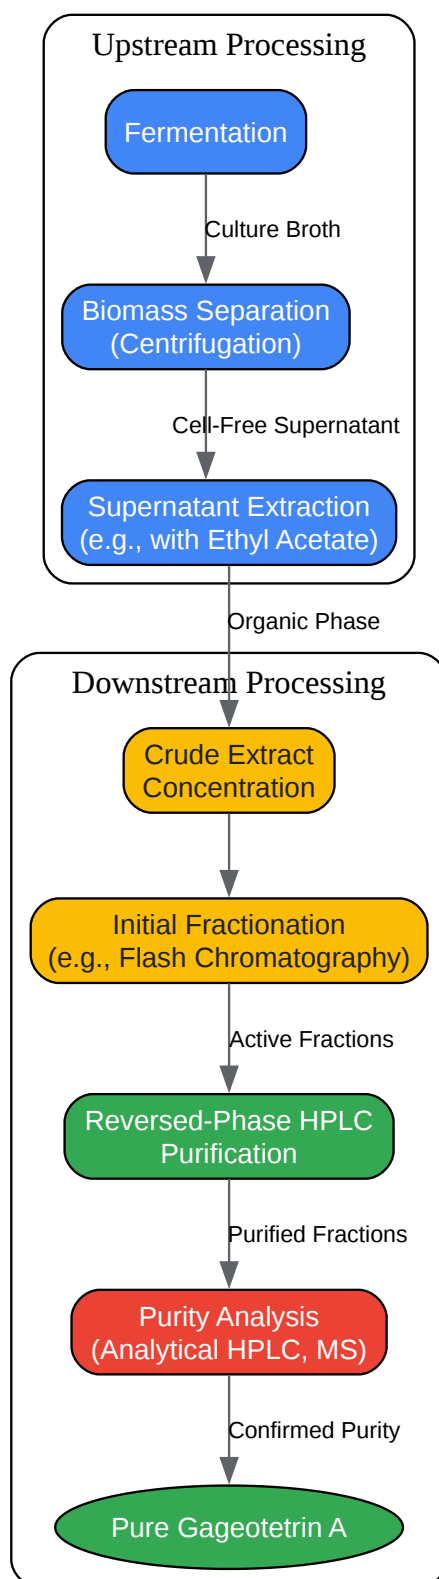 Upstream Processing
Fermentation
Culture Broth
Biomass Separation
(Centrifugation)
Cell-Free Supernatant
Supernatant Extraction
(e.g., with Ethyl Acetate)
Organic Phase
Downstream Processing
Crude Extract
Concentration
Initial Fractionation
(e.g., Flash Chromatography)
Active Fractions
Reversed-Phase HPLC
Purification
Purified Fractions
Purity Analysis
(Analytical HPLC, MS)
Confirmed Purity
Pure Gageotetrin A